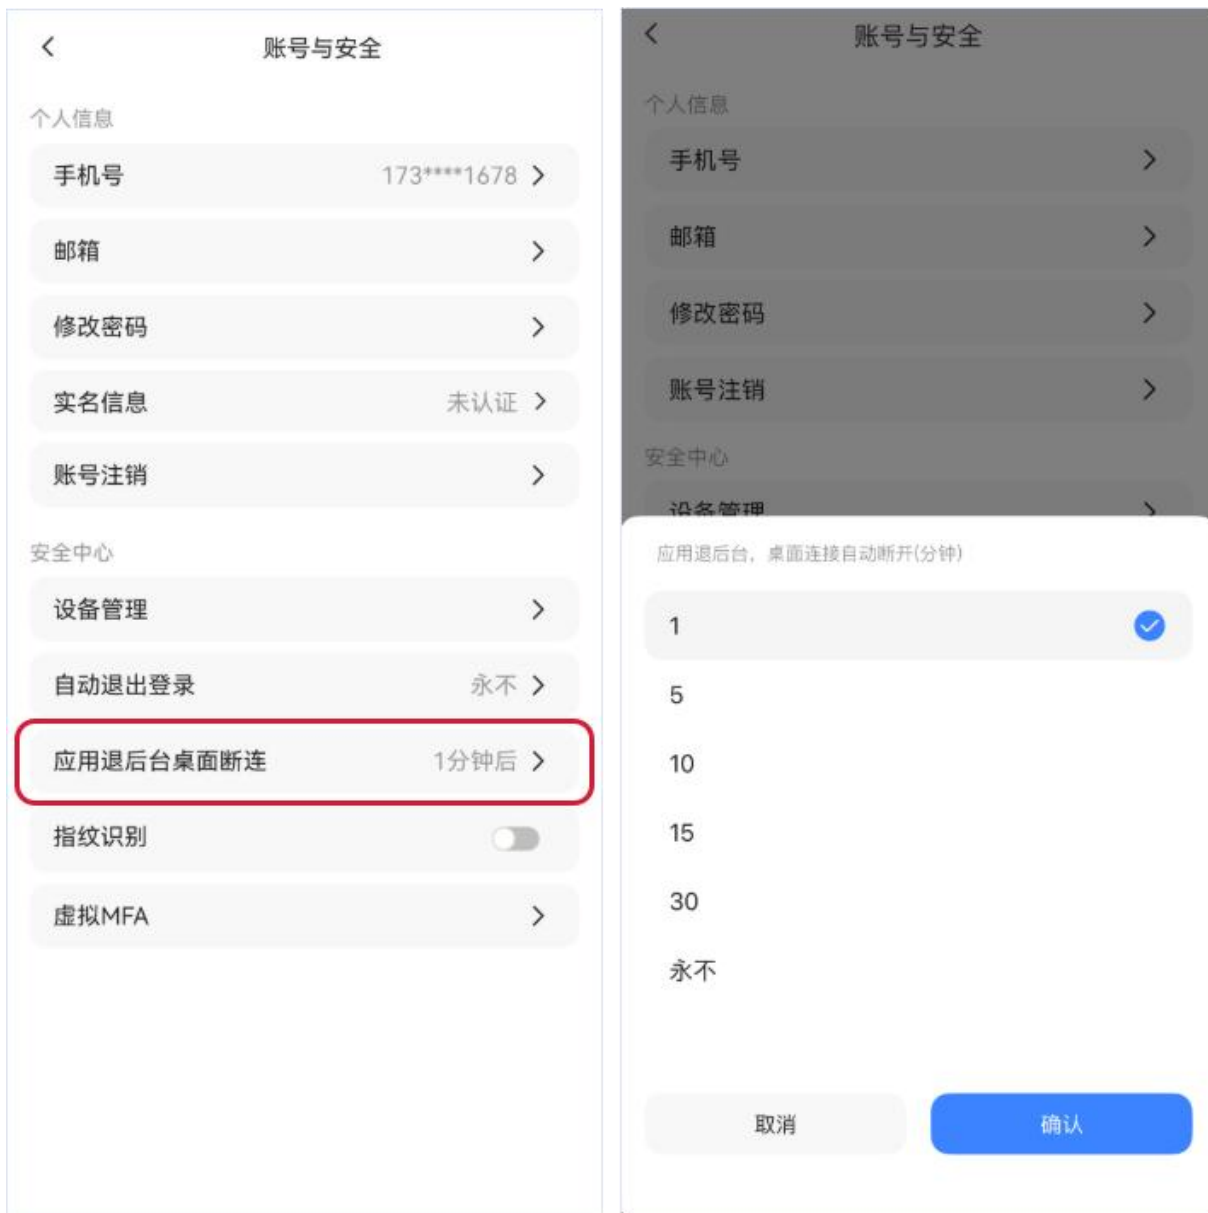 账号与安全
个人信息
手机号 173****1678
邮箱
修改密码
实名信息 未认证
账号注销
安全中心
设备管理
自动退出登录 永不
应用退后台桌面断连 1分钟后
指纹识别
虚拟MFA
账号与安全
个人信息
手机号
邮箱
修改密码
账号注销
安全中心
设备管理
应用退后台，桌面连接自动断开(分钟)
1
5
10
15
30
永不
取消 确认